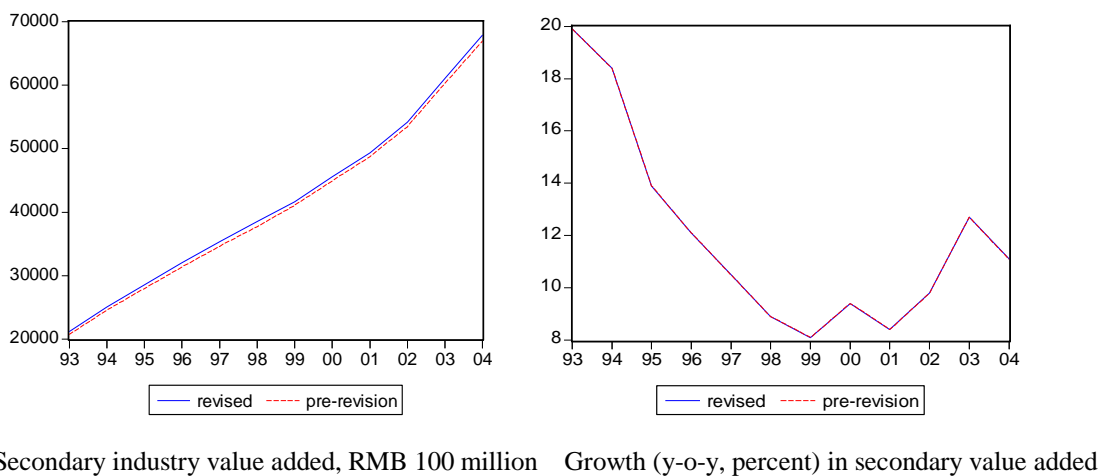 70000
60000
50000
40000
30000
20000
93 94 95 96 97 98 99 00 01 02 03 04
revised pre-revision
20
18
16
14
12
10
8
93 94 95 96 97 98 99 00 01 02 03 04
revised pre-revision
Secondary industry value added, RMB 100 million
Growth (y-o-y, percent) in secondary value added